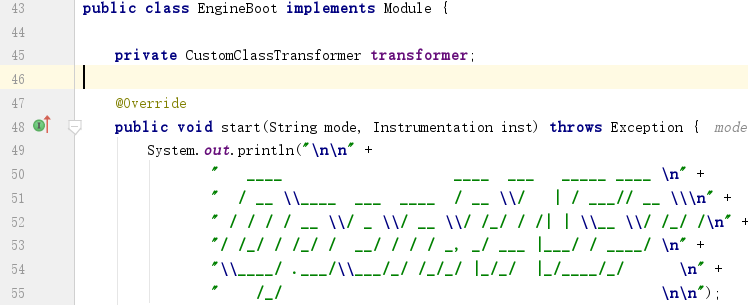 43 public class EngineBoot implements Module {
44
45     private CustomClassTransformer transformer;
46
47     @Override
48     public void start(String mode, Instrumentation inst) throws Exception {  mode
49         System.out.println("\n\n" +
50                 "   ____                     ____  ___   _____ ____ \n" +
51                 "  / __ \\____  ___  ____    / __ \\/   | / ___// __ \\\n" +
52                 " / / / / __ \\/ _ \\/ __ \\/ /_/ / /| | \\__ \\/ /_/ /\n" +
53                 "/ /_/ / /_/ /  __/ / / / _, _/ ___ |___/ / ____/ \n" +
54                 "\\____/ .___/\\___/_/ /_/_/ |_/_/  |_/____/_/      \n" +
55                 "    /_/                                            \n\n");